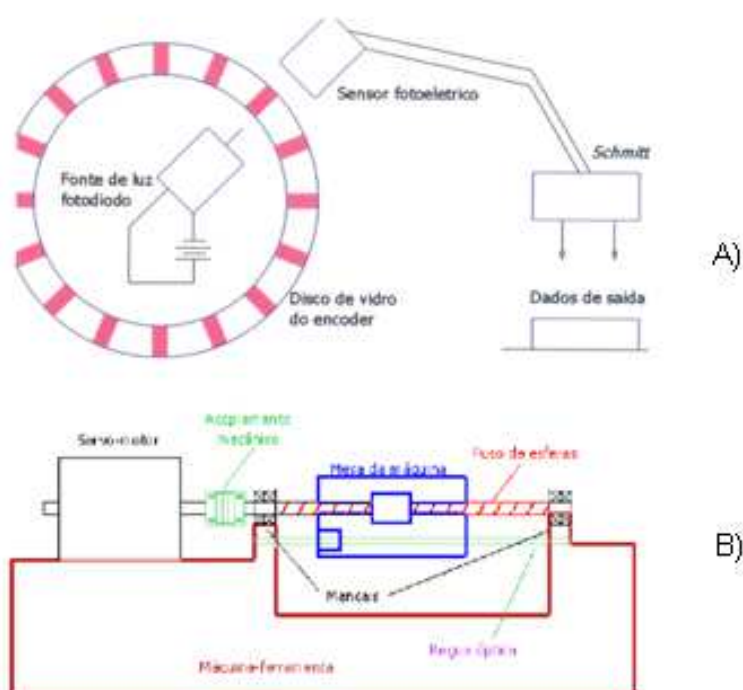 Sensor fotoeletrico
Schmitt
Fonte de luz
fotodiodo
A)
Disco de vidro
do encoder
Dados de saída
Acoplamento
mecânico
Servo-motor
Mesa da máquina
Fuso de esferas
B)
Mancais
Régua óptica
Máquina-ferramenta